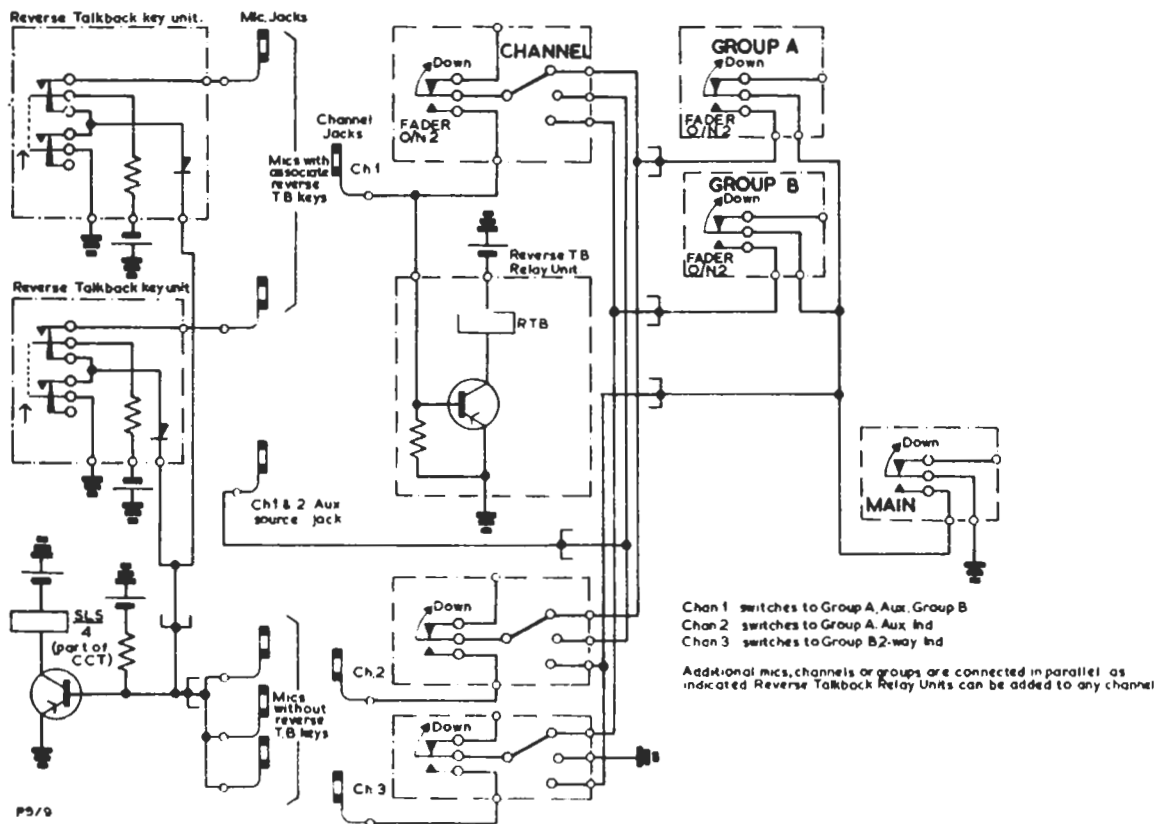 Reverse Talkback key unit.
Mic. Jacks
Down
CHANNEL
FADER
O/N 2
GROUP A
Down
FADER
O/N 2
Channel
Jacks
Ch 1
Mics with
associate
reverse
T B keys
GROUP B
Down
FADER
O/N 2
Reverse TB
Relay Unit
RTB
Reverse Talkback key unit
Ch 1 & 2 Aux
source jack
Down
MAIN
SLS
4
(part of
CCT)
Down
Ch.2
Mics
without
reverse
T.B keys
Down
Ch 3
Chan 1 switches to Group A, Aux, Group B
Chan 2 switches to Group A, Aux Ind
Chan 3 switches to Group B, 2-way Ind
Additional mics, channels or groups are connected in parallel as
indicated Reverse Talkback Relay Units can be added to any channel
P9/9